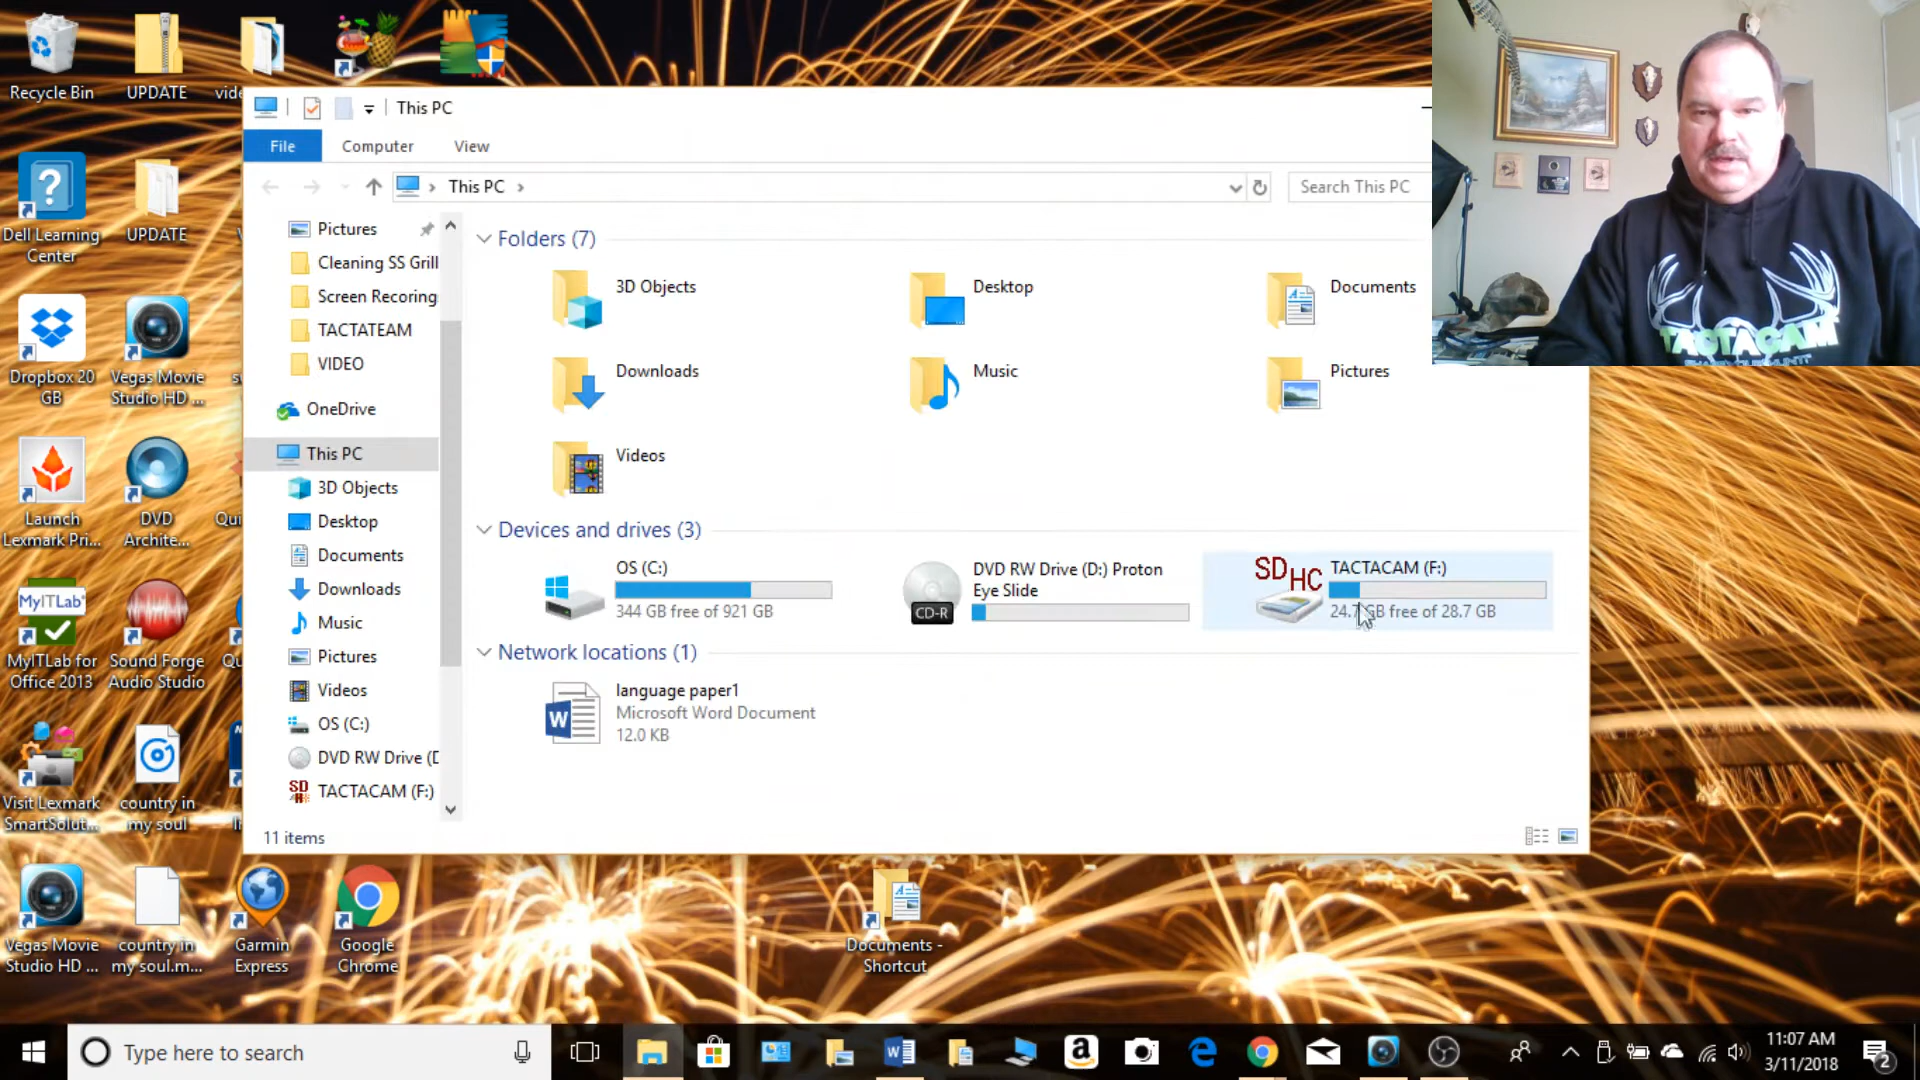 Recycle Bin
UPDATE
This PC
File
Computer
View
This PC
Search This PC
Dell Learning
Center
UPDATE
Dropbox 20
GB
Vegas Movie
Studio HD ...
Launch
Lexmark Pri...
DVD
Archite...
MyITLab
MyITLab for
Office 2013
Sound Forge
Audio Studio
Visit Lexmark
SmartSolut...
country in
my soul
Vegas Movie
Studio HD ...
country in
my soul.m...
Garmin
Express
Google
Chrome
Documents -
Shortcut
Pictures
Cleaning SS Grill
Screen Recoring
TACTATEAM
VIDEO
OneDrive
This PC
3D Objects
Desktop
Documents
Downloads
Music
Pictures
Videos
OS (C:)
DVD RW Drive (D
SD
TACTACAM (F:)
11 items
Folders (7)
3D Objects
Desktop
Documents
Downloads
Music
Pictures
Videos
Devices and drives (3)
OS (C:)
344 GB free of 921 GB
DVD RW Drive (D:) Proton
Eye Slide
CD-R
SDHC
TACTACAM (F:)
24.7 GB free of 28.7 GB
Network locations (1)
language paper1
Microsoft Word Document
12.0 KB
TACTACAM
Type here to search
11:07 AM
3/11/2018
2